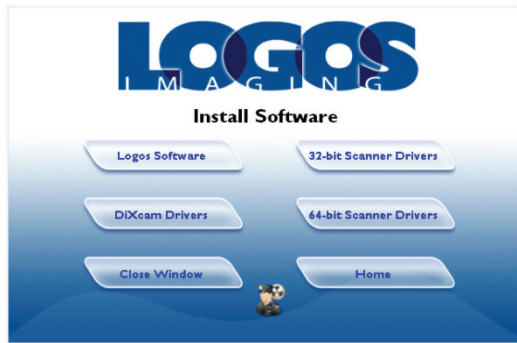 LOGOS
IMAGING
Install Software
Logos Software
32-bit Scanner Drivers
DiXcam Drivers
64-bit Scanner Drivers
Close Window
Home